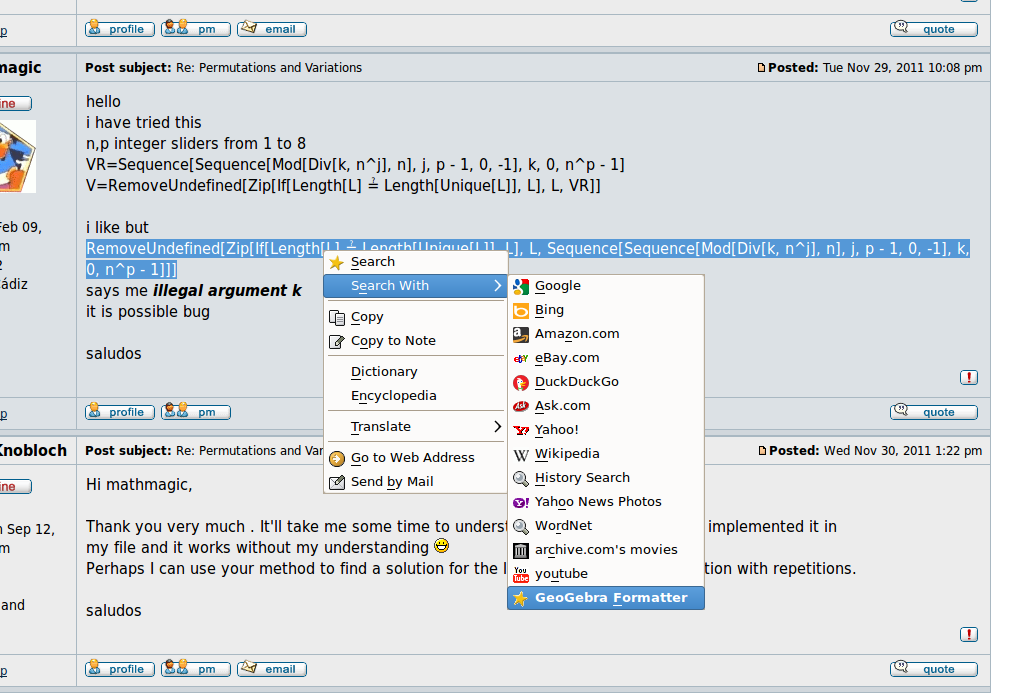 p
profile pm email quote
magic Post subject: Re: Permutations and Variations Posted: Tue Nov 29, 2011 10:08 pm
ine
hello
i have tried this
n,p integer sliders from 1 to 8
VR=Sequence[Sequence[Mod[Div[k, n^j], n], j, p - 1, 0, -1], k, 0, n^p - 1]
V=RemoveUndefined[Zip[If[Length[L] ≟ Length[Unique[L]], L], L, VR]]
Feb 09,
m
2
ádiz
i like but
RemoveUndefined[Zip[If[Length[L] ≟ Length[Unique[L]], L], L, Sequence[Sequence[Mod[Div[k, n^j], n], j, p - 1, 0, -1], k,
0, n^p - 1]]]
says me illegal argument k
it is possible bug
saludos
Search
Search With
Copy
Copy to Note
Dictionary
Encyclopedia
Translate
Go to Web Address
Send by Mail
Google
Bing
Amazon.com
eBay.com
DuckDuckGo
Ask.com
Yahoo!
Wikipedia
History Search
Yahoo News Photos
WordNet
archive.com's movies
youtube
GeoGebra Formatter
!
p
profile pm quote
Knobloch Post subject: Re: Permutations and Var Posted: Wed Nov 30, 2011 1:22 pm
ine
Hi mathmagic,
n Sep 12,
m
and
Thank you very much . It'll take me some time to underst implemented it in
my file and it works without my understanding
Perhaps I can use your method to find a solution for the l tion with repetitions.
saludos
!
p
profile pm email quote